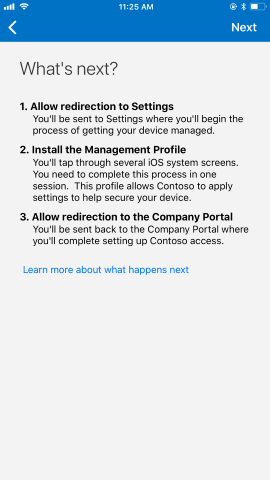 11:25 AM
Next
What's next?
1. Allow redirection to Settings
You'll be sent to Settings where you'll begin the
process of getting your device managed.
2. Install the Management Profile
You'll tap through several iOS system screens.
You need to complete this process in one
session. This profile allows Contoso to apply
settings to help secure your device.
3. Allow redirection to the Company Portal
You'll be sent back to the Company Portal where
you'll complete setting up Contoso access.
Learn more about what happens next